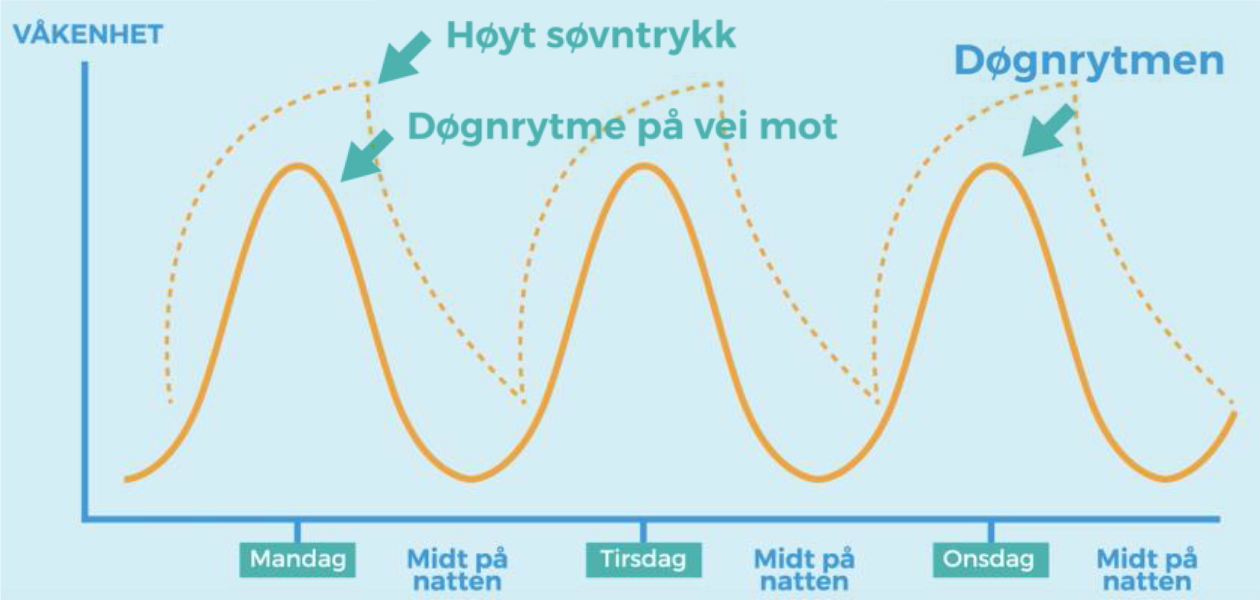 VÅKENHET
Høyt søvntrykk
Døgnrytmen
Døgnrytme på vei mot
Mandag
Midt på
natten
Tirsdag
Midt på
natten
Onsdag
Midt på
natten